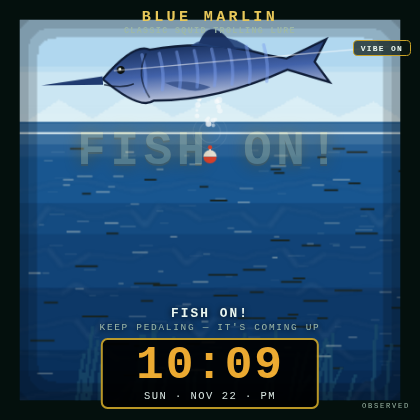 BLUE MARLIN
VIBE ON
FISH ON!
FISH ON!
KEEP PEDALING — IT'S COMING UP
10:09
SUN · NOV 22 · PM
OBSERVED